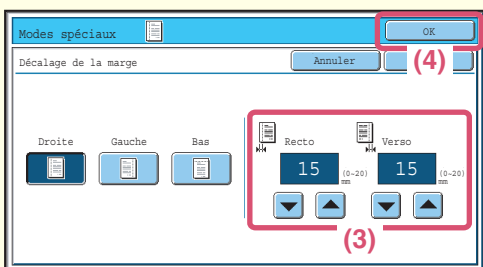 Modes spéciaux OK
Décalage de la marge Annuler (4)
Droite Gauche Bas Recto Verso
15 (0~20) mm 15 (0~20) mm
(3)